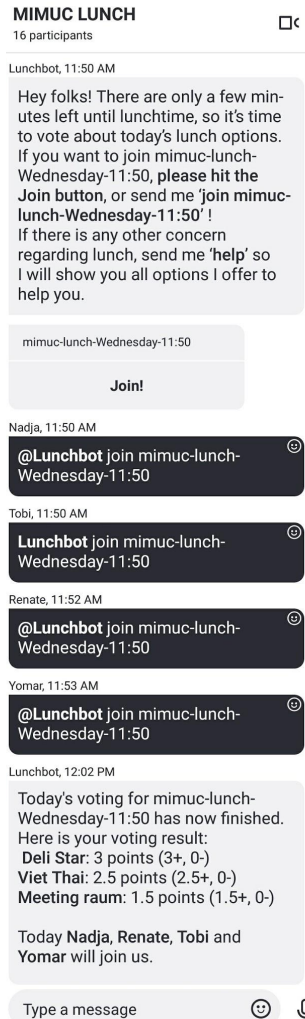 MIMUC LUNCH
16 participants
Lunchbot, 11:50 AM
Hey folks! There are only a few min-
utes left until lunchtime, so it's time
to vote about today's lunch options.
If you want to join mimuc-lunch-
Wednesday-11:50, please hit the
Join button, or send me 'join mimuc-
lunch-Wednesday-11:50' !
If there is any other concern
regarding lunch, send me 'help' so
I will show you all options I offer to
help you.
mimuc-lunch-Wednesday-11:50
Join!
Nadja, 11:50 AM
@Lunchbot join mimuc-lunch-
Wednesday-11:50
Tobi, 11:50 AM
Lunchbot join mimuc-lunch-
Wednesday-11:50
Renate, 11:52 AM
@Lunchbot join mimuc-lunch-
Wednesday-11:50
Yomar, 11:53 AM
@Lunchbot join mimuc-lunch-
Wednesday-11:50
Lunchbot, 12:02 PM
Today's voting for mimuc-lunch-
Wednesday-11:50 has now finished.
Here is your voting result:
Deli Star: 3 points (3+, 0-)
Viet Thai: 2.5 points (2.5+, 0-)
Meeting raum: 1.5 points (1.5+, 0-)
Today Nadja, Renate, Tobi and
Yomar will join us.
Type a message